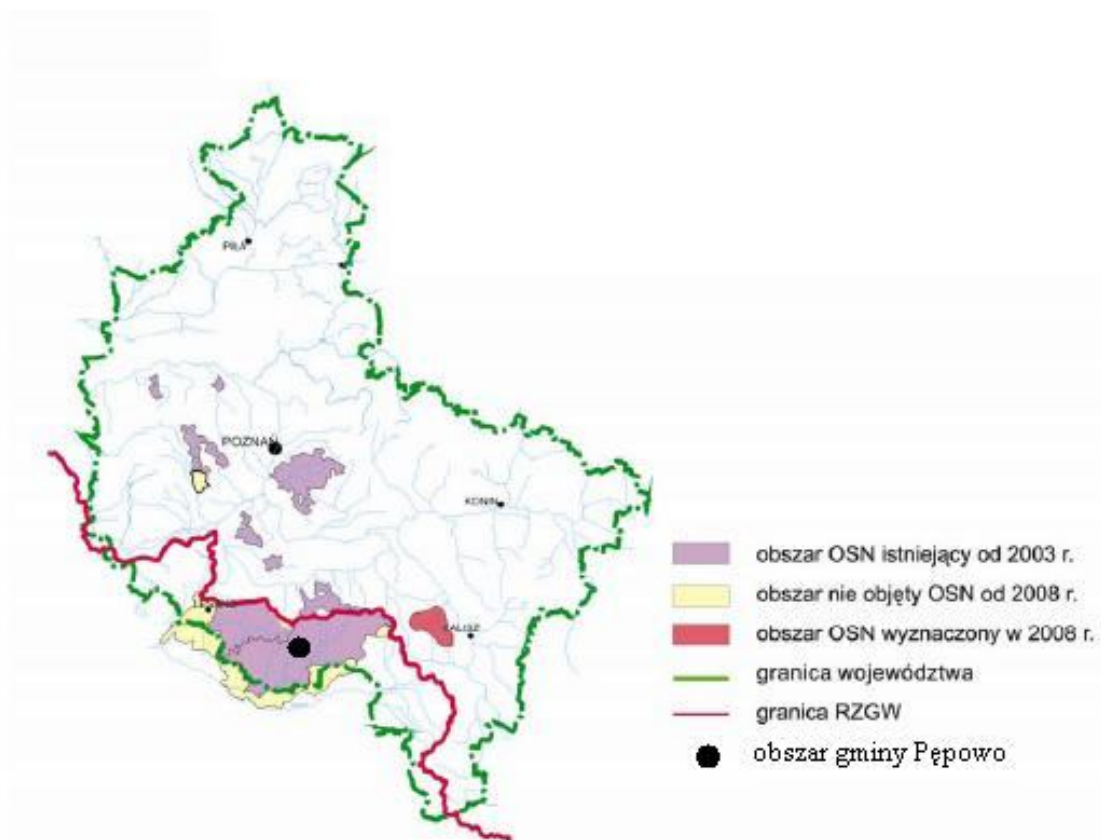 PIŁA
POZNAŃ
KONIN
KALISZ
obszar OSN istniejący od 2003 r.
obszar nie objęty OSN od 2008 r.
obszar OSN wyznaczony w 2008 r.
granica województwa
granica RZGW
obszar gminy Pępowo